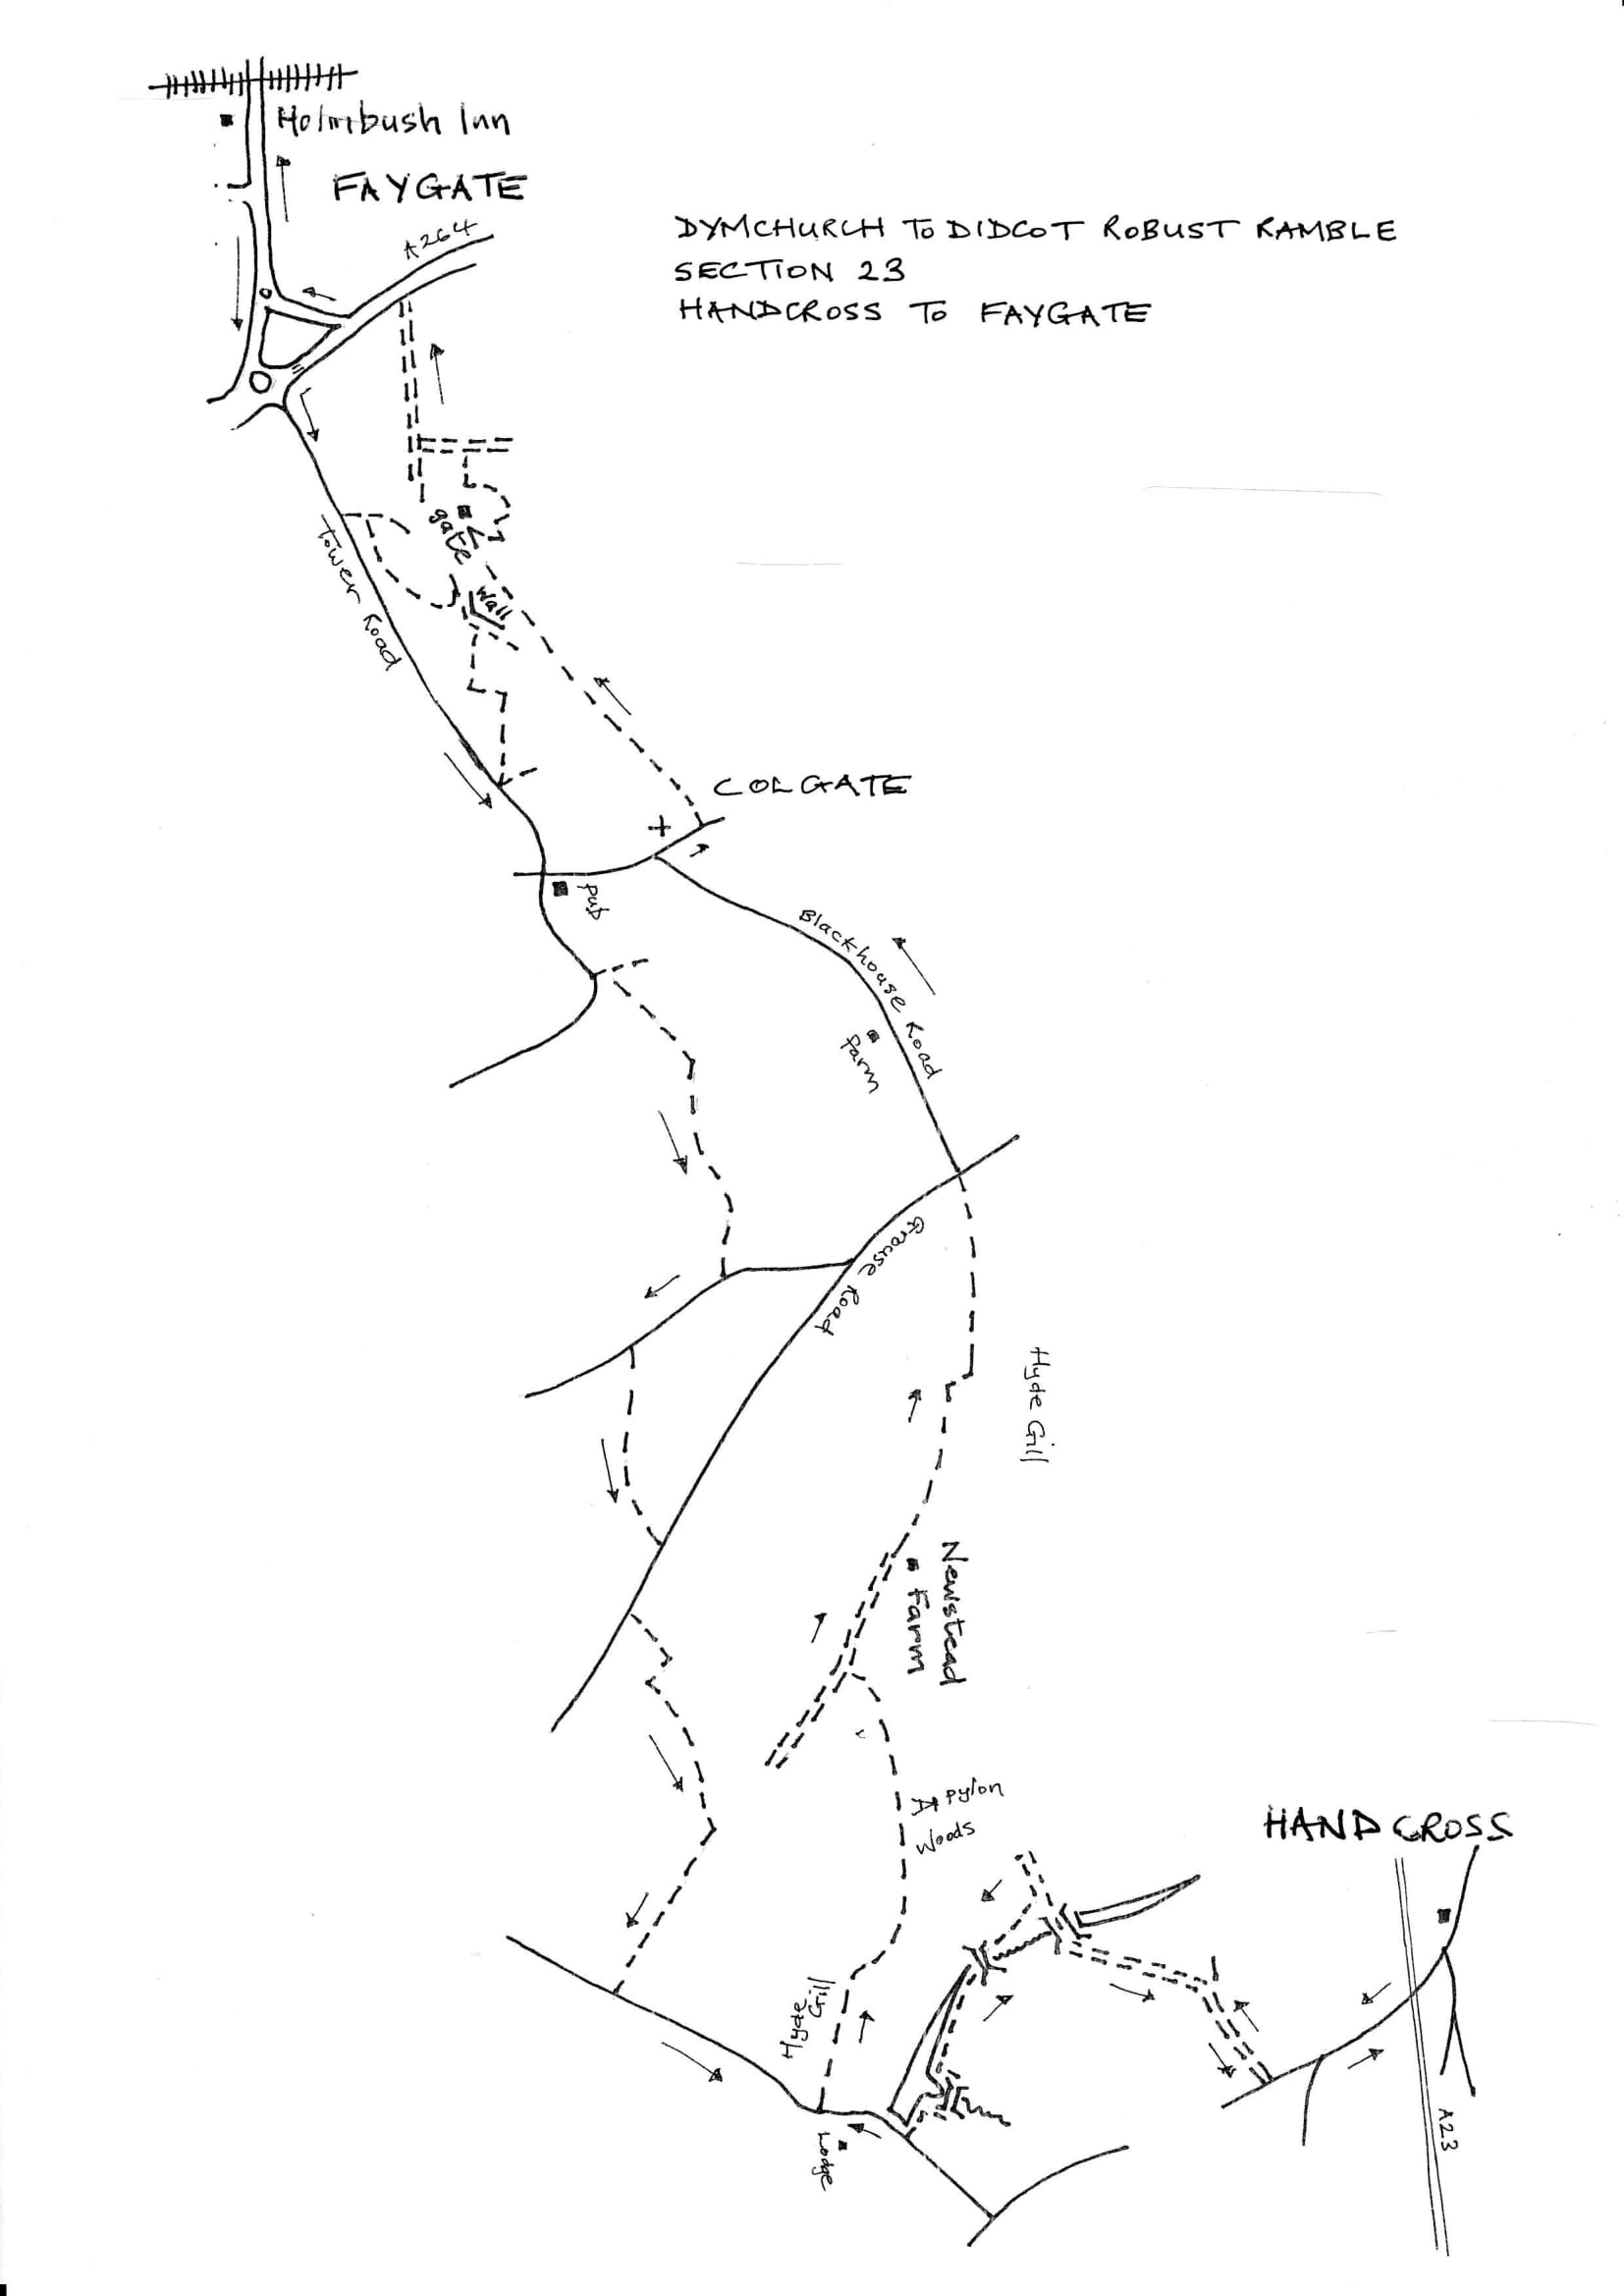 Holmbush Inn
FAYGATE
A264
DYMCHURCH TO DIDCOT ROBUST RAMBLE
SECTION 23
HANDCROSS TO FAYGATE
gate
Wall
Tower Road
COLGATE
Pub
Blackhouse Road
Farm
Grouse Road
Hyde Gill
Newstead
Farm
pylon
Woods
HANDCROSS
Hyde
Gill
Lodge
A23